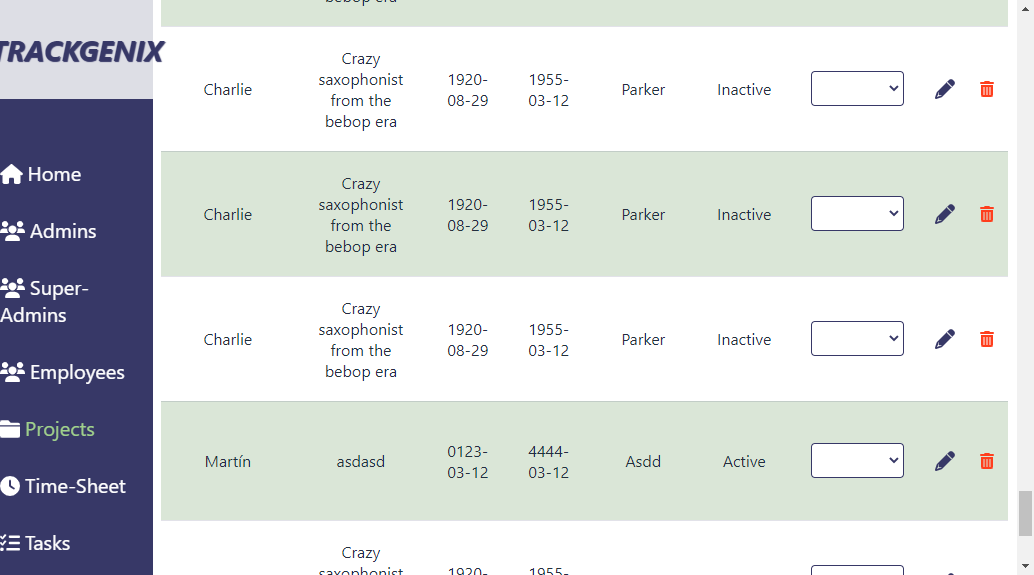 TRACKGENIX
Home
Admins
Super-
Admins
Employees
Projects
Time-Sheet
Tasks
bebop era
Charlie
Crazy
saxophonist
from the
bebop era
1920-
08-29
1955-
03-12
Parker
Inactive
Charlie
Crazy
saxophonist
from the
bebop era
1920-
08-29
1955-
03-12
Parker
Inactive
Charlie
Crazy
saxophonist
from the
bebop era
1920-
08-29
1955-
03-12
Parker
Inactive
Martín
asdasd
0123-
03-12
4444-
03-12
Asdd
Active
Crazy
saxophonist
1920-
1955-